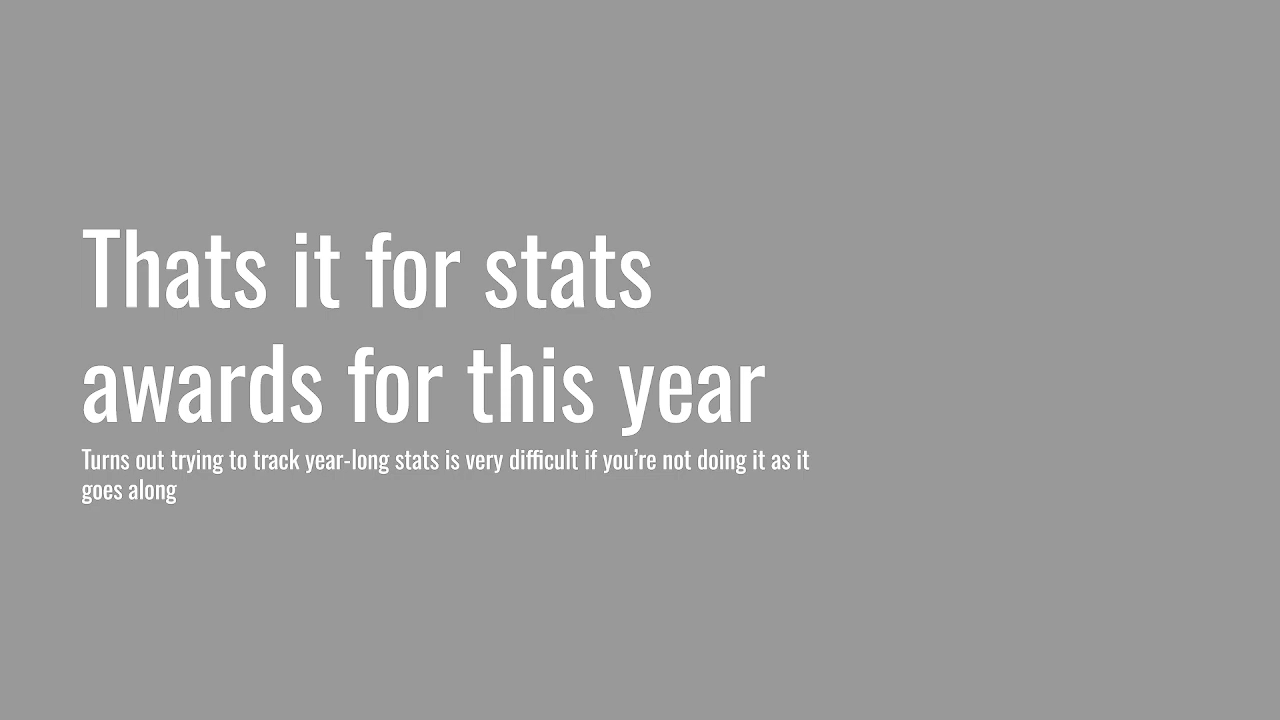 Thats it for stats
awards for this year
Turns out trying to track year-long stats is very difficult if you’re not doing it as it
goes along